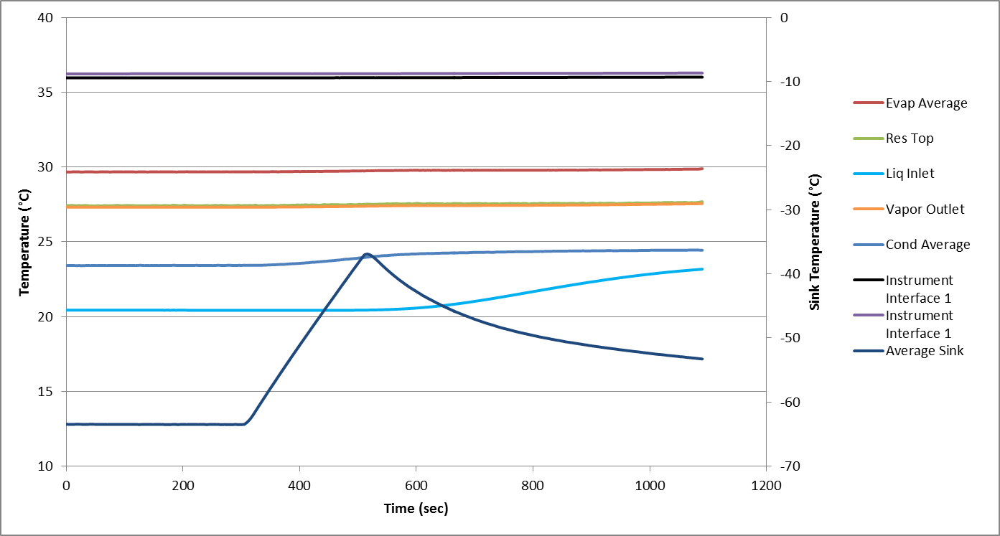 40
35
30
25
20
15
10
Temperature (°C)
0
200
400
600
800
1000
1200
Time (sec)
0
-10
-20
-30
-40
-50
-60
-70
Sink Temperature (°C)
Evap Average
Res Top
Liq Inlet
Vapor Outlet
Cond Average
Instrument
Interface 1
Instrument
Interface 1
Average Sink